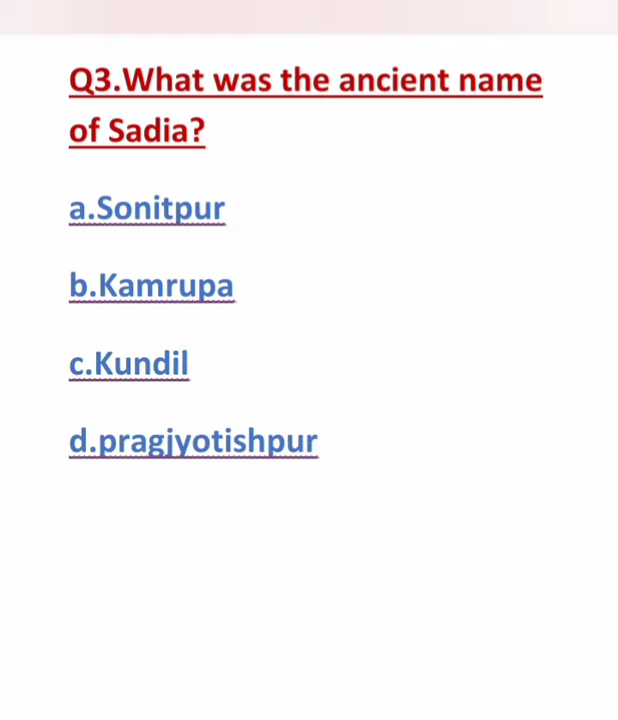 Q3.What was the ancient name
of Sadia?
a.Sonitpur
b.Kamrupa
c.Kundil
d.pragjyotishpur